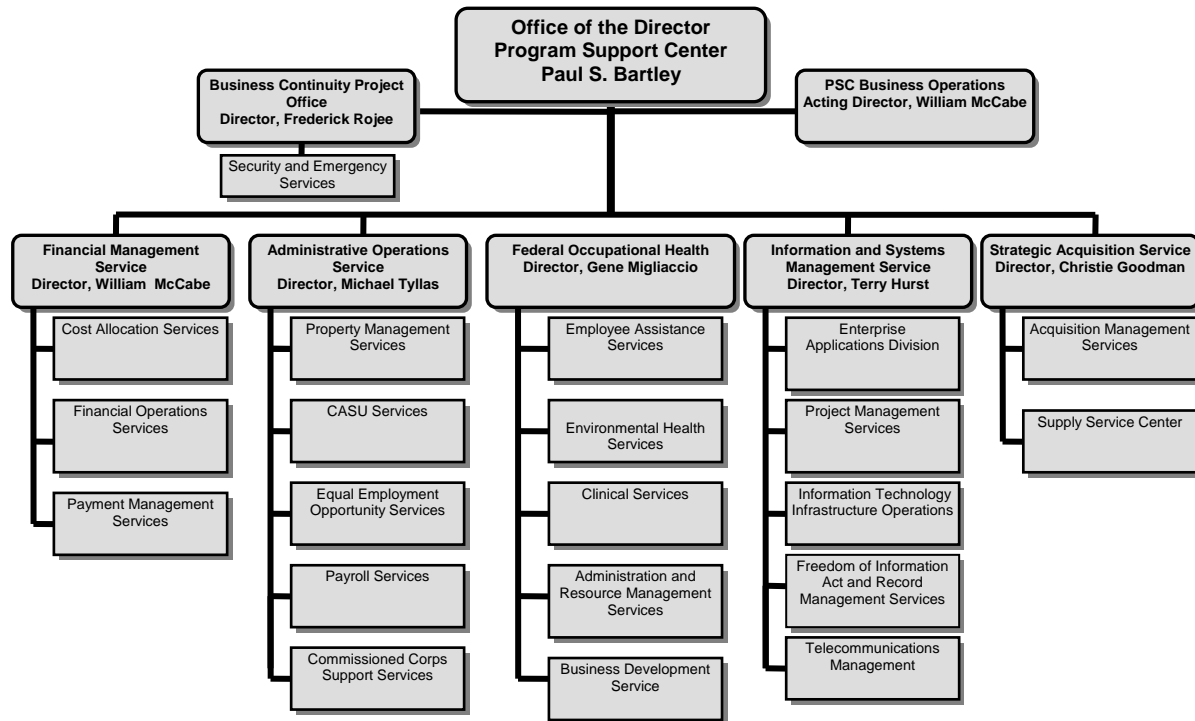 Office of the Director
Program Support Center
Paul S. Bartley
Business Continuity Project
Office
Director, Frederick Rojee
PSC Business Operations
Acting Director, William McCabe
Security and Emergency
Services
Financial Management
Service
Director, William McCabe
Administrative Operations
Service
Director, Michael Tyllas
Federal Occupational Health
Director, Gene Migliaccio
Information and Systems
Management Service
Director, Terry Hurst
Strategic Acquisition Service
Director, Christie Goodman
Cost Allocation Services
Financial Operations
Services
Payment Management
Services
Property Management
Services
CASU Services
Equal Employment
Opportunity Services
Payroll Services
Commissioned Corps
Support Services
Employee Assistance
Services
Environmental Health
Services
Clinical Services
Administration and
Resource Management
Services
Business Development
Service
Enterprise
Applications Division
Project Management
Services
Information Technology
Infrastructure Operations
Freedom of Information
Act and Record
Management Services
Telecommunications
Management
Acquisition Management
Services
Supply Service Center